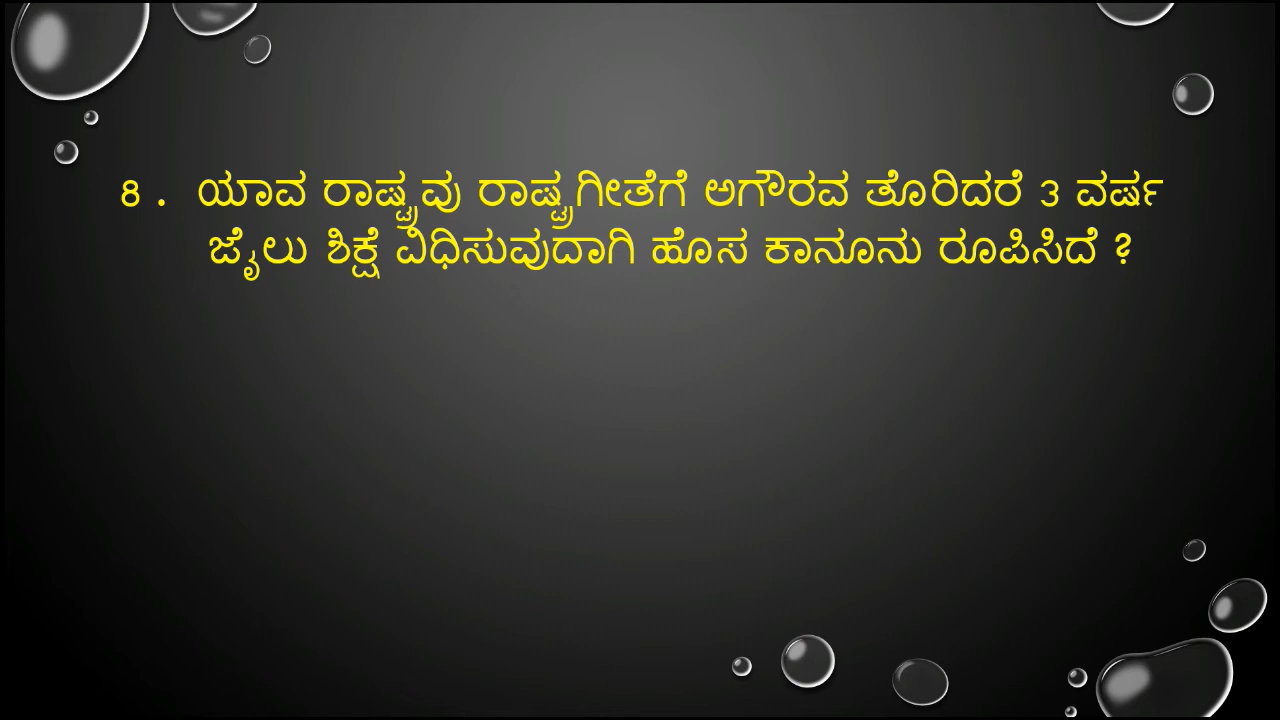 8 . ಯಾವ ರಾಷ್ಟ್ರವು ರಾಷ್ಟ್ರಗೀತೆಗೆ ಅಗೌರವ ತೊರಿದರೆ 3 ವರ್ಷ
ಜೈಲು ಶಿಕ್ಷೆ ವಿಧಿಸುವುದಾಗಿ ಹೊಸ ಕಾನೂನು ರೂಪಿಸಿದೆ ?